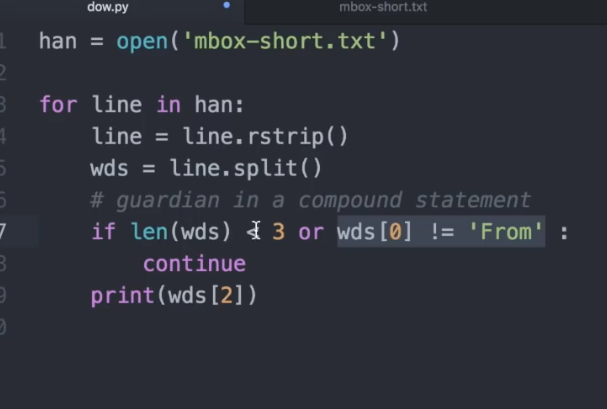 dow.py mbox-short.txt
1 han = open('mbox-short.txt')
2
3 for line in han:
4 line = line.rstrip()
5 wds = line.split()
6 # guardian in a compound statement
7 if len(wds) < 3 or wds[0] != 'From' :
8 continue
9 print(wds[2])
0